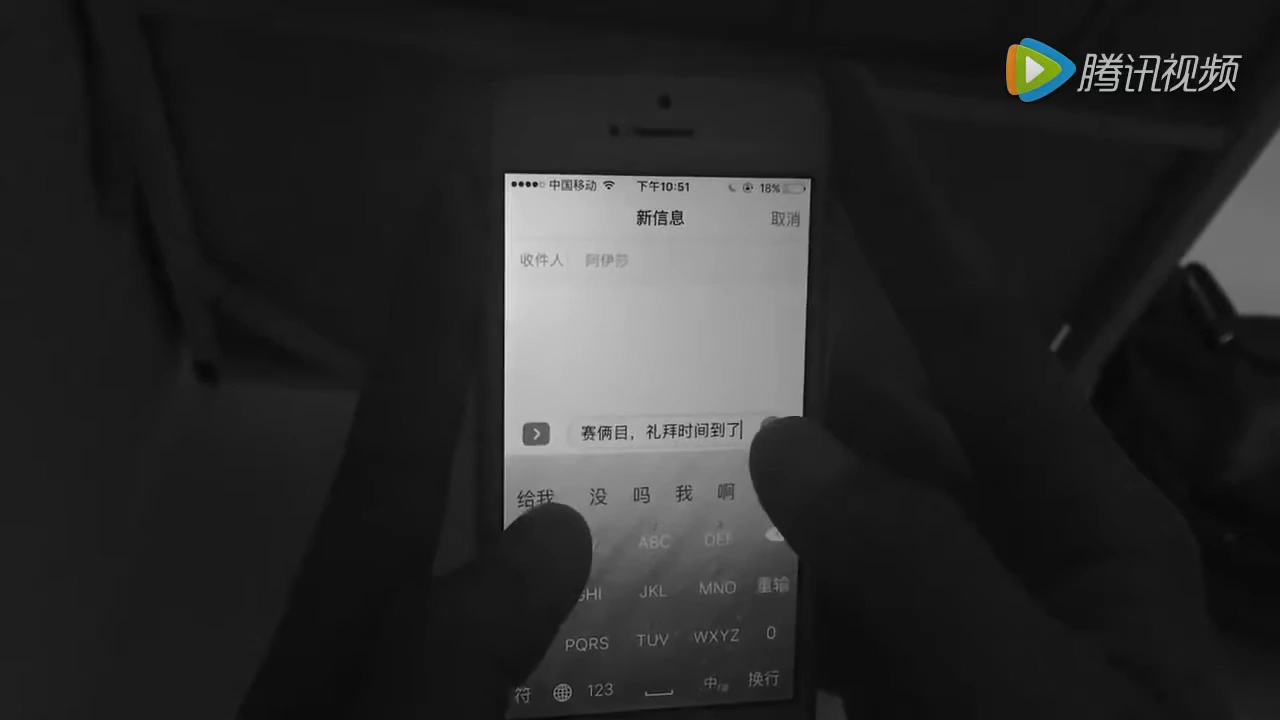 腾讯视频
中国移动 下午10:51 18%
新信息 取消
收件人 阿伊莎
赛俩目，礼拜时间到了
给我 没 吗 我 啊
ABC DEF
GHI JKL MNO 重输
PQRS TUV WXYZ 0
符 123 中 换行